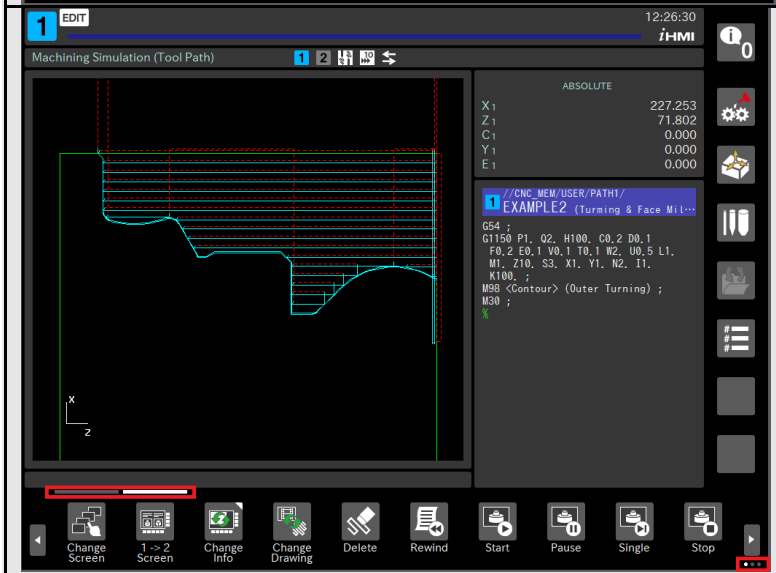 1 EDIT
12:26:30
iHMI
0
Machining Simulation (Tool Path)
1 2
10
ABSOLUTE
X1 227.253
Z1 71.802
C1 0.000
Y1 0.000
E1 0.000
//CNC_MEM/USER/PATH1/
1 EXAMPLE2 (Turming & Face Mil…
G54 ;
G1150 P1. Q2. H100. C0.2 D0.1
F0.2 E0.1 V0.1 T0.1 W2. U0.5 L1.
M1. Z10. S3. X1. Y1. N2. I1.
K100. ;
M98 <Contour> (Outer Turning) ;
M30 ;
%
X
Z
Change Screen
1 -> 2 Screen
Change Info
Change Drawing
Delete
Rewind
Start
Pause
Single
Stop